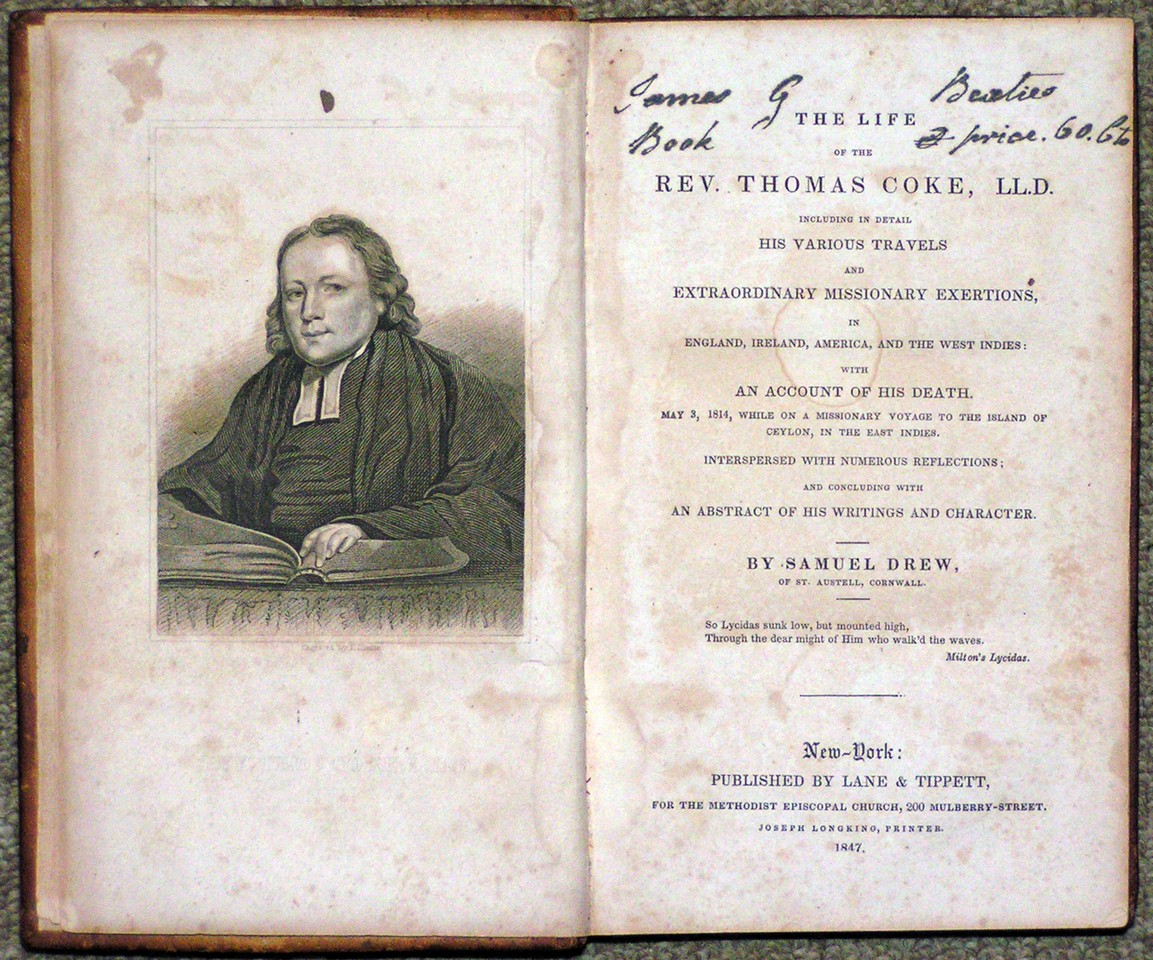 James G Beaties
Book & price. 60. Cts
THE LIFE
OF THE
REV. THOMAS COKE, LL.D.
INCLUDING IN DETAIL
HIS VARIOUS TRAVELS
AND
EXTRAORDINARY MISSIONARY EXERTIONS,
IN
ENGLAND, IRELAND, AMERICA, AND THE WEST INDIES:
WITH
AN ACCOUNT OF HIS DEATH.
MAY 3, 1814, WHILE ON A MISSIONARY VOYAGE TO THE ISLAND OF
CEYLON, IN THE EAST INDIES.
INTERSPERSED WITH NUMEROUS REFLECTIONS;
AND CONCLUDING WITH
AN ABSTRACT OF HIS WRITINGS AND CHARACTER.
BY SAMUEL DREW,
OF ST. AUSTELL, CORNWALL.
So Lycidas sunk low, but mounted high,
Through the dear might of Him who walk'd the waves.
Milton's Lycidas.
New-York:
PUBLISHED BY LANE & TIPPETT,
FOR THE METHODIST EPISCOPAL CHURCH, 200 MULBERRY-STREET.
JOSEPH LONGKING, PRINTER.
1847.